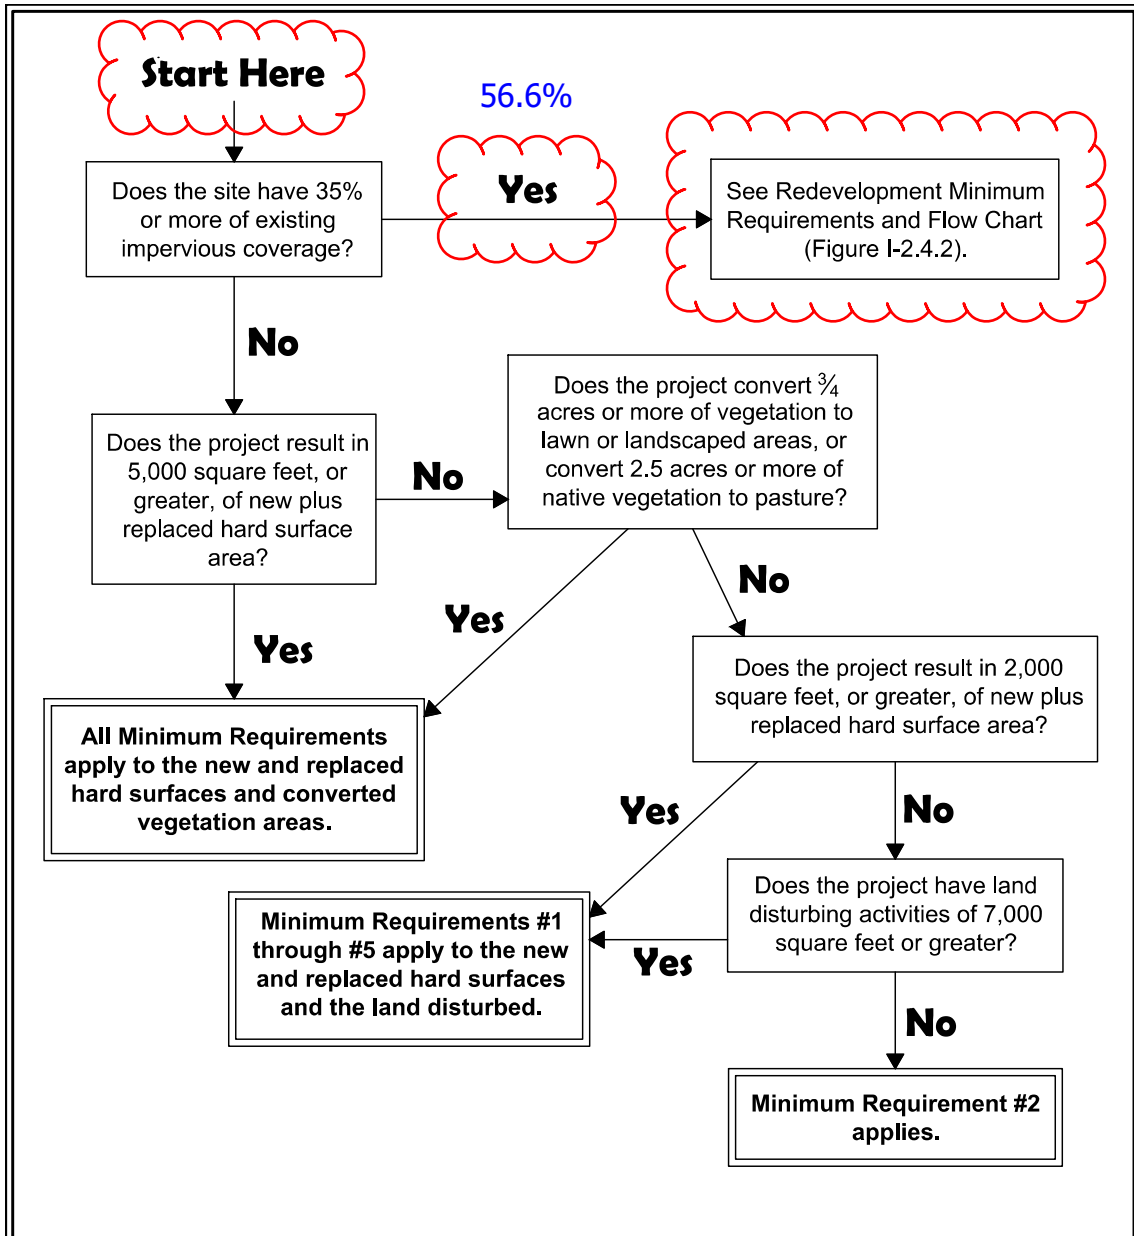 Start Here
56.6%
Does the site have 35%
or more of existing
impervious coverage?
Yes
See Redevelopment Minimum
Requirements and Flow Chart
(Figure I-2.4.2).
No
Does the project result in
5,000 square feet, or
greater, of new plus
replaced hard surface
area?
No
Does the project convert ¾
acres or more of vegetation to
lawn or landscaped areas, or
convert 2.5 acres or more of
native vegetation to pasture?
Yes
Yes
No
All Minimum Requirements
apply to the new and replaced
hard surfaces and converted
vegetation areas.
Does the project result in 2,000
square feet, or greater, of new plus
replaced hard surface area?
Yes
No
Minimum Requirements #1
through #5 apply to the new
and replaced hard surfaces
and the land disturbed.
Yes
Does the project have land
disturbing activities of 7,000
square feet or greater?
No
Minimum Requirement #2
applies.